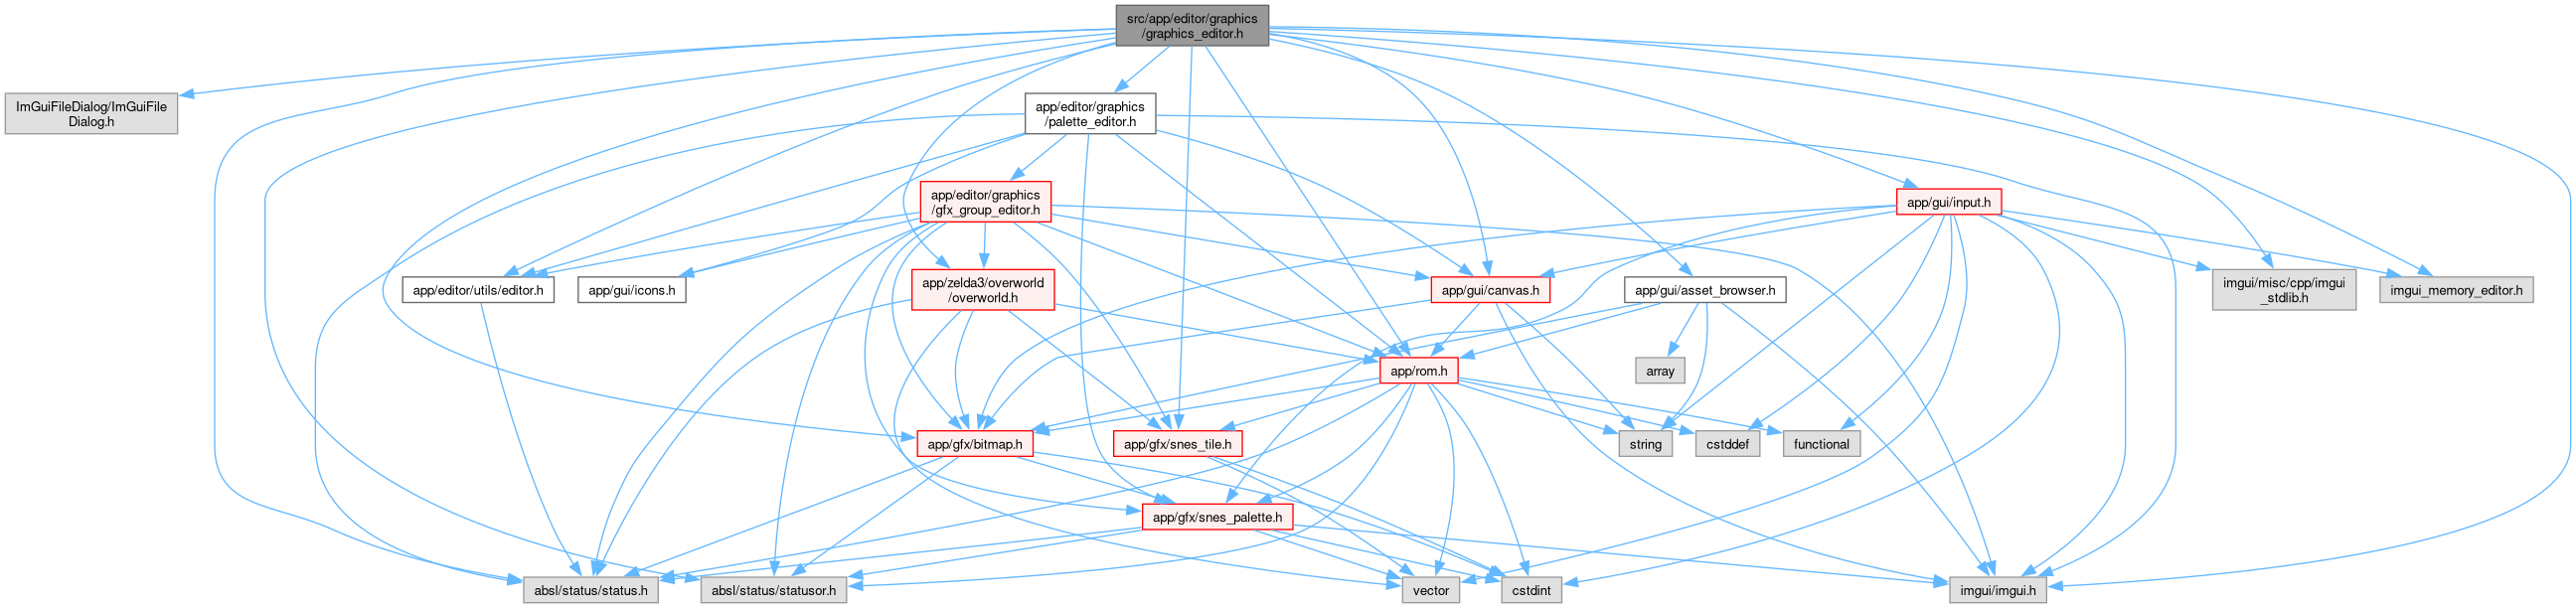 src/app/editor/graphics
/graphics_editor.h
ImGuiFileDialog/ImGuiFile
Dialog.h
app/editor/graphics
/palette_editor.h
app/editor/graphics
/gfx_group_editor.h
app/gui/input.h
app/editor/utils/editor.h
app/gui/icons.h
app/zelda3/overworld
/overworld.h
app/gui/canvas.h
app/gui/asset_browser.h
imgui/misc/cpp/imgui
_stdlib.h
imgui_memory_editor.h
app/rom.h
array
app/gfx/bitmap.h
app/gfx/snes_tile.h
string
cstddef
functional
app/gfx/snes_palette.h
absl/status/status.h
absl/status/statusor.h
vector
cstdint
imgui/imgui.h